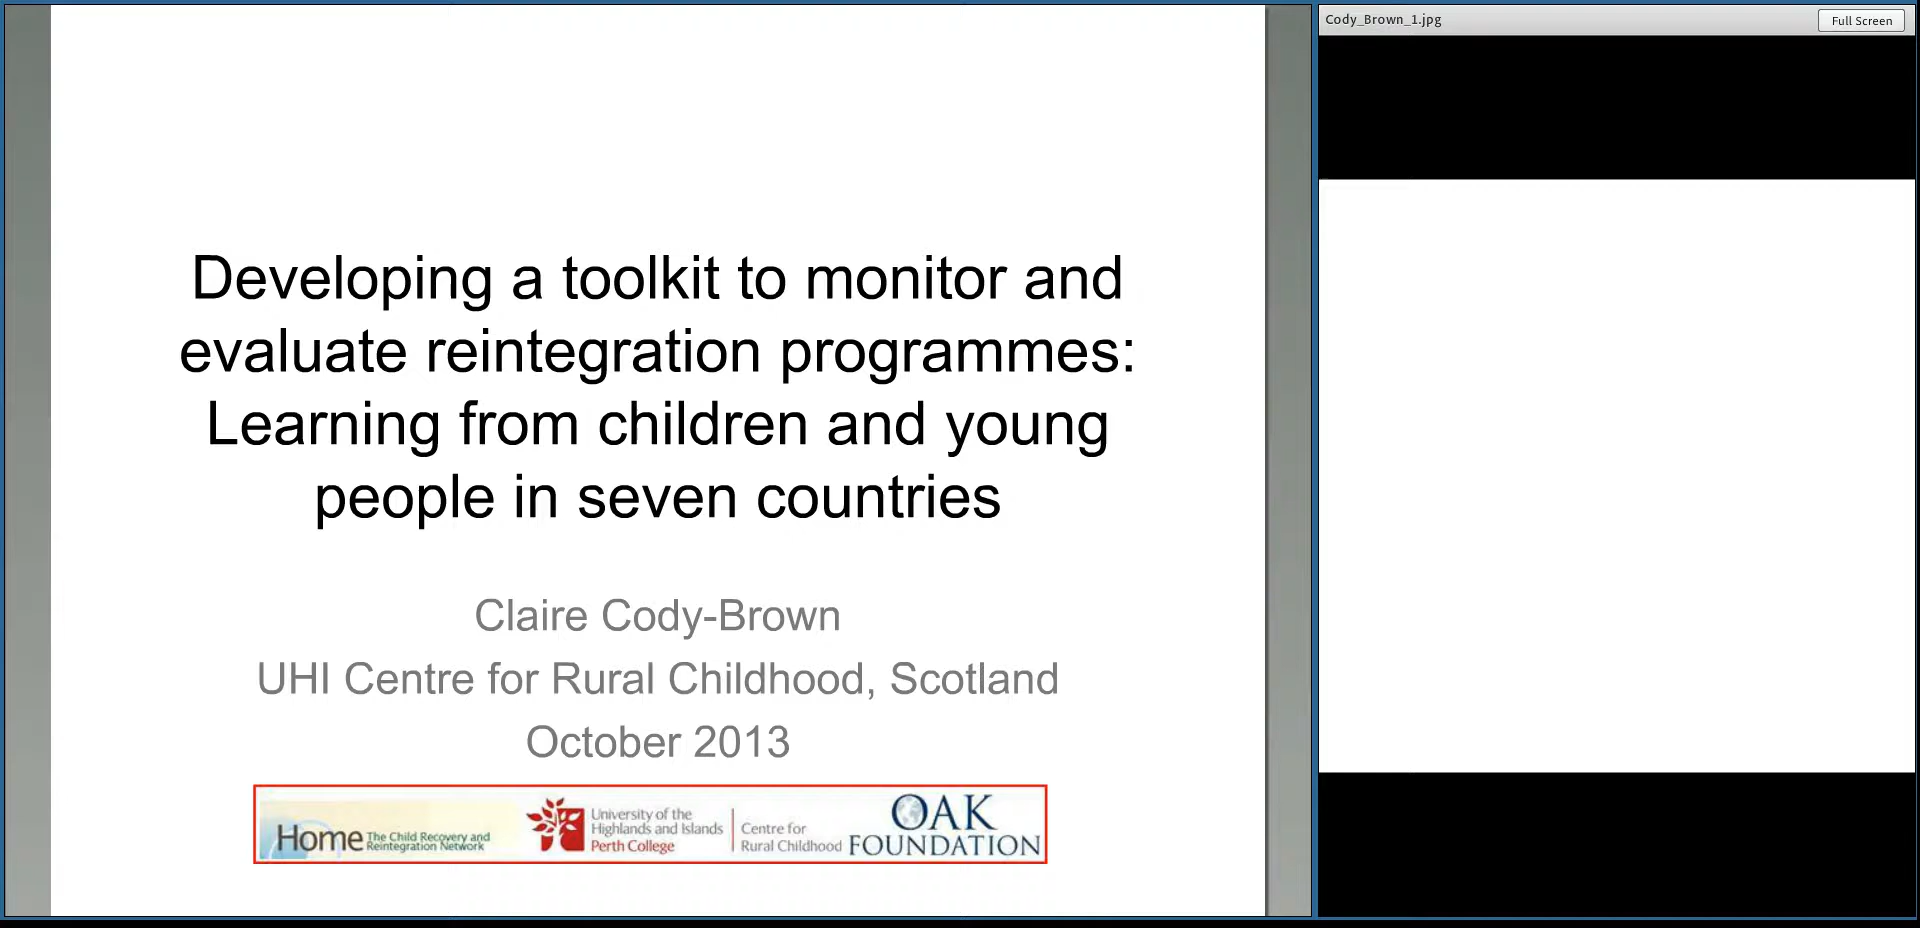 Developing a toolkit to monitor and
evaluate reintegration programmes:
Learning from children and young
people in seven countries
Claire Cody-Brown
UHI Centre for Rural Childhood, Scotland
October 2013
Home The Child Recovery and
Reintegration Network
University of the
Highlands and Islands
Perth College
Centre for
Rural Childhood
OAK
FOUNDATION
Cody_Brown_1.jpg
Full Screen